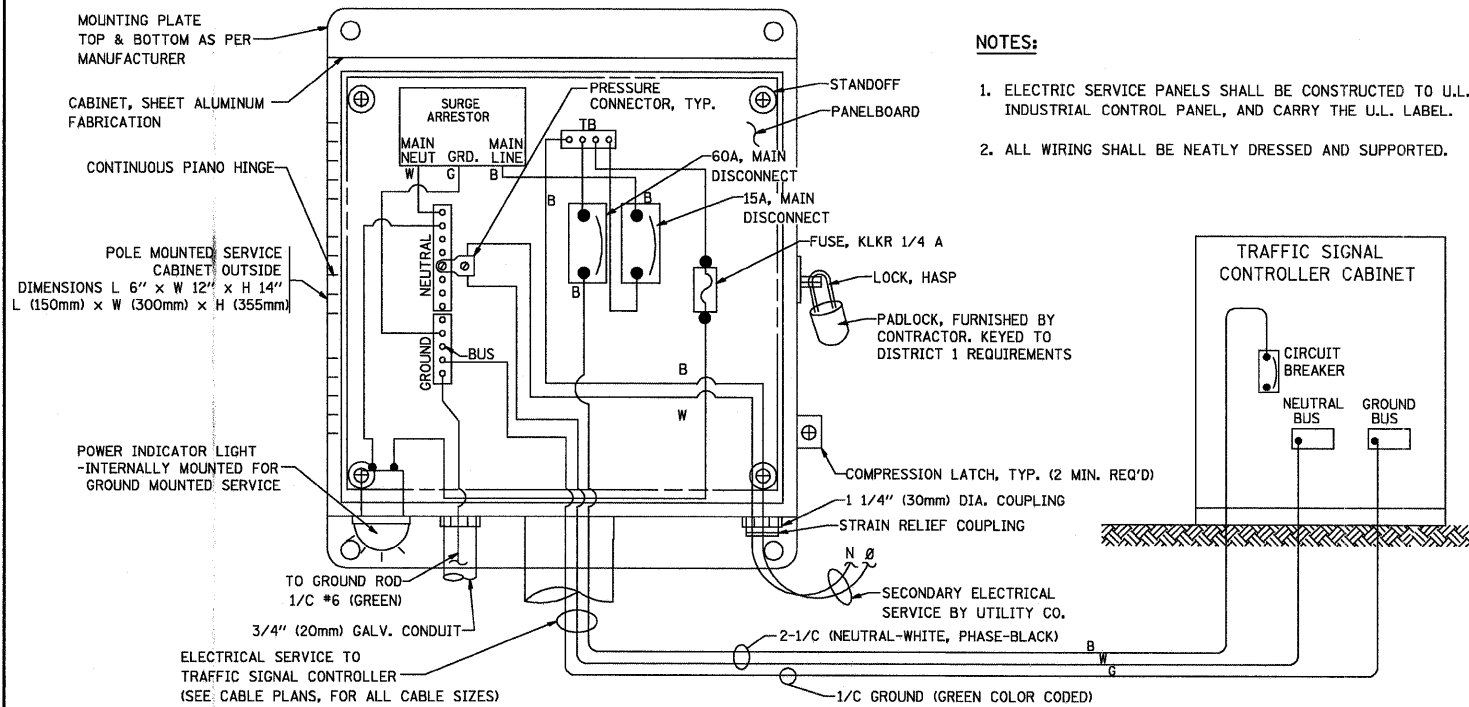 MOUNTING PLATE
TOP & BOTTOM AS PER
MANUFACTURER
CABINET, SHEET ALUMINUM
FABRICATION
CONTINUOUS PIANO HINGE
POLE MOUNTED SERVICE
CABINET OUTSIDE
DIMENSIONS L 6" x W 12" x H 14"
L (150mm) x W (300mm) x H (355mm)
POWER INDICATOR LIGHT
-INTERNALLY MOUNTED FOR
GROUND MOUNTED SERVICE
SURGE
ARRESTOR
MAIN
NEUT
GRD.
MAIN
LINE
W
G
B
PRESSURE
CONNECTOR, TYP.
TB
STANDOFF
PANELBOARD
60A, MAIN
DISCONNECT
B
B
15A, MAIN
DISCONNECT
B
NEUTRAL
GROUND
BUS
FUSE, KLKR 1/4 A
LOCK, HASP
PADLOCK, FURNISHED BY
CONTRACTOR. KEYED TO
DISTRICT 1 REQUIREMENTS
B
W
COMPRESSION LATCH, TYP. (2 MIN. REQ'D)
1 1/4" (30mm) DIA. COUPLING
STRAIN RELIEF COUPLING
N Ø
SECONDARY ELECTRICAL
SERVICE BY UTILITY CO.
TO GROUND ROD
1/C #6 (GREEN)
3/4" (20mm) GALV. CONDUIT
ELECTRICAL SERVICE TO
TRAFFIC SIGNAL CONTROLLER
(SEE CABLE PLANS, FOR ALL CABLE SIZES)
2-1/C (NEUTRAL-WHITE, PHASE-BLACK)
1/C GROUND (GREEN COLOR CODED)
B
W
G
NOTES:
1. ELECTRIC SERVICE PANELS SHALL BE CONSTRUCTED TO U.L.
INDUSTRIAL CONTROL PANEL, AND CARRY THE U.L. LABEL.
2. ALL WIRING SHALL BE NEATLY DRESSED AND SUPPORTED.
TRAFFIC SIGNAL
CONTROLLER CABINET
CIRCUIT
BREAKER
NEUTRAL
BUS
GROUND
BUS